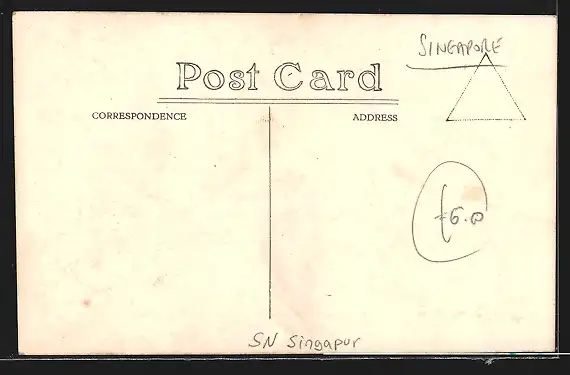 SINGAPORE
Post Card
CORRESPONDENCE
ADDRESS
£6.0
SN Singapur